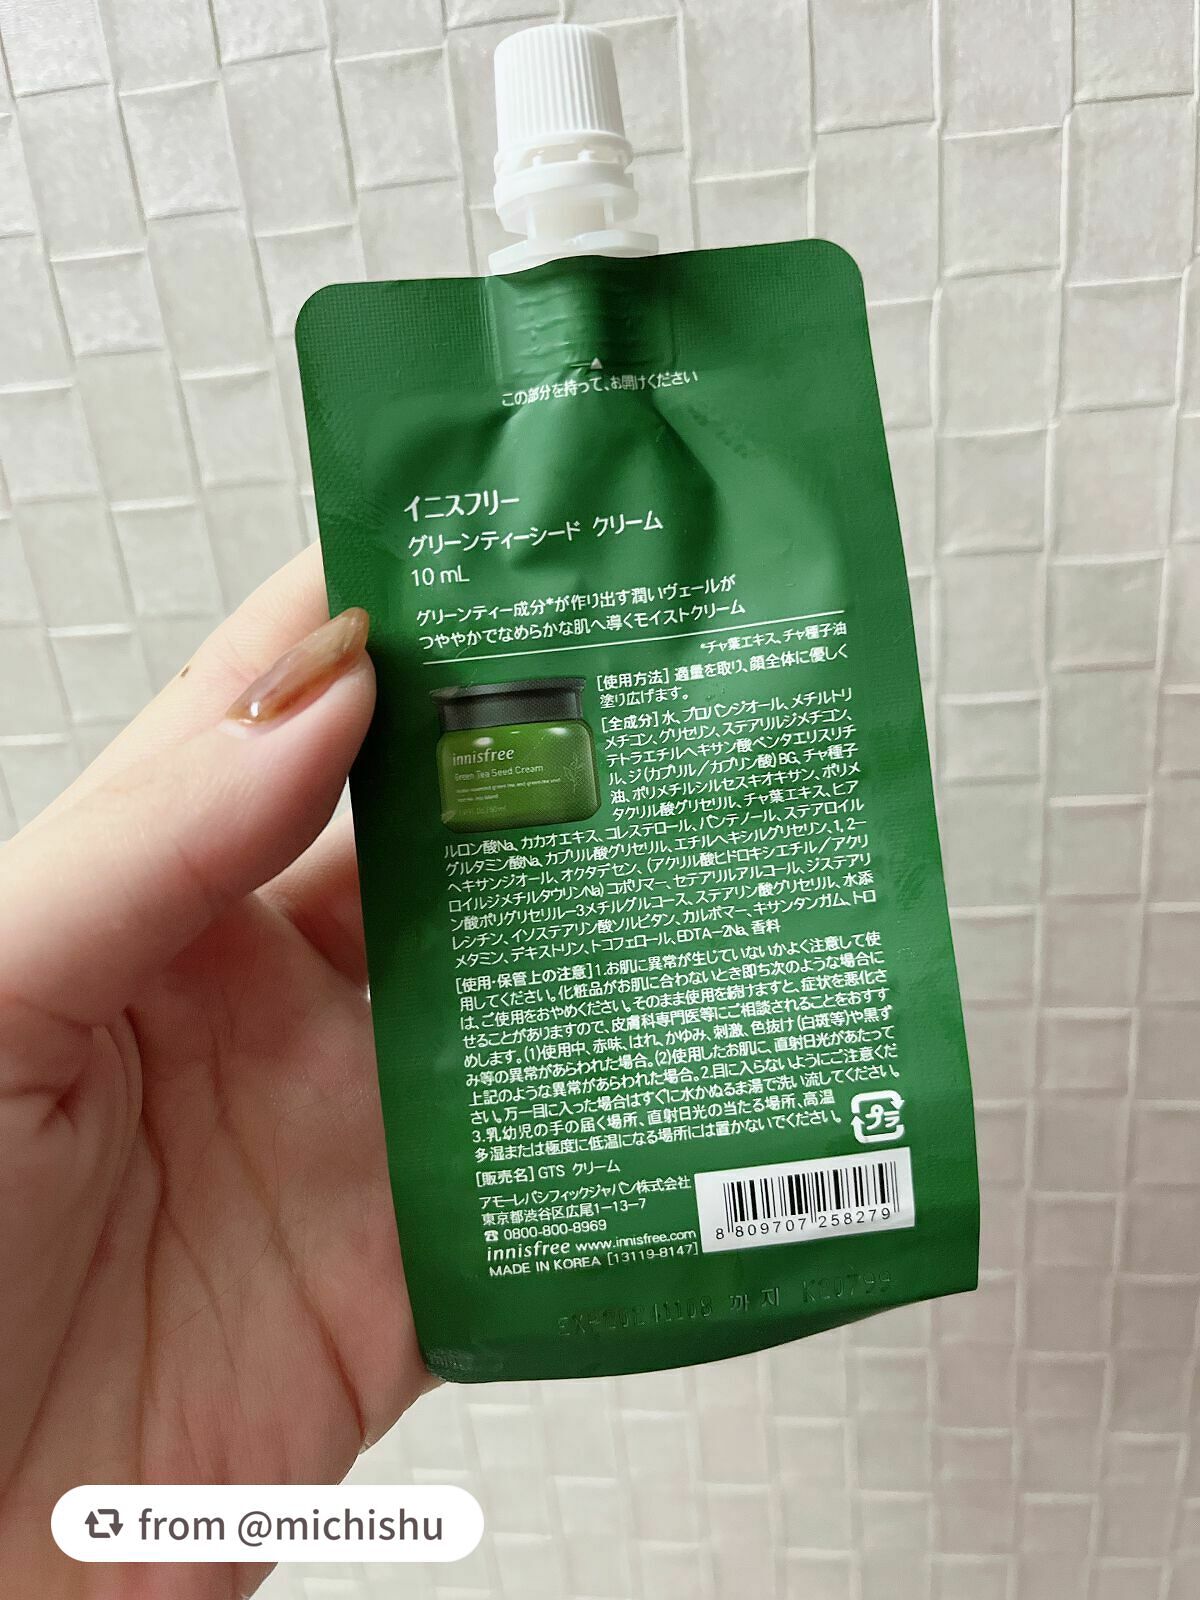 この部分を持って、お開けください
イニスフリー
グリーンティーシード クリーム
10 mL
グリーンティー成分*が作り出す潤いヴェールが
つややかでなめらかな肌へ導くモイストクリーム
*チャ葉エキス、チャ種子油
[使用方法] 適量を取り、顔全体に優しく
塗り広げます。
innisfree
Green Tea Seed Cream
[全成分] 水、プロパンジオール、メチルトリ
メチコン、グリセリン、ステアリルジメチコン、
テトラエチルヘキサン酸ペンタエリスリチ
ル、ジ(カプリル/カプリン酸)BG、チャ種子
油、ポリメチルシルセスキオキサン、ポリメ
タクリル酸グリセリル、チャ葉エキス、ヒア
ルロン酸Na、カカオエキス、コレステロール、パンテノール、ステアロイル
グルタミン酸Na、カプリル酸グリセリル、エチルヘキシルグリセリン、1,2-
ヘキサンジオール、オクタデセン、(アクリル酸ヒドロキシエチル/アクリ
ロイルジメチルタウリンNa)コポリマー、セテアリルアルコール、ジステアリ
ン酸ポリグリセリル-3メチルグルコース、ステアリン酸グリセリル、水添
レシチン、イソステアリン酸ソルビタン、カルボマー、キサンタンガム、トロ
メタミン、デキストリン、トコフェロール、EDTA-2Na、香料
[使用・保管上の注意] 1.お肌に異常が生じていないかよく注意して使
用してください。化粧品がお肌に合わないとき即ち次のような場合に
は、ご使用をおやめください。そのまま使用を続けますと、症状を悪化さ
せることがありますので、皮膚科専門医等にご相談されることをおすす
めします。(1)使用中、赤味、はれ、かゆみ、刺激、色抜け(白斑等)や黒ず
み等の異常があらわれた場合。(2)使用したお肌に、直射日光があたって
上記のような異常があらわれた場合。2.目に入らないようにご注意くだ
さい。万一目に入った場合はすぐに水かぬるま湯で洗い流してください。
3.乳幼児の手の届く場所、直射日光の当たる場所、高温
多湿または極度に低温になる場所には置かないでください。
プラ
[販売名] GTS クリーム
アモーレパシフィックジャパン株式会社
東京都渋谷区広尾1-13-7
☎ 0800-800-8969
innisfree www.innisfree.com
MADE IN KOREA [13119-8147]
8 809707 258279
EXP20241108 까지 KS0799
from @michishu